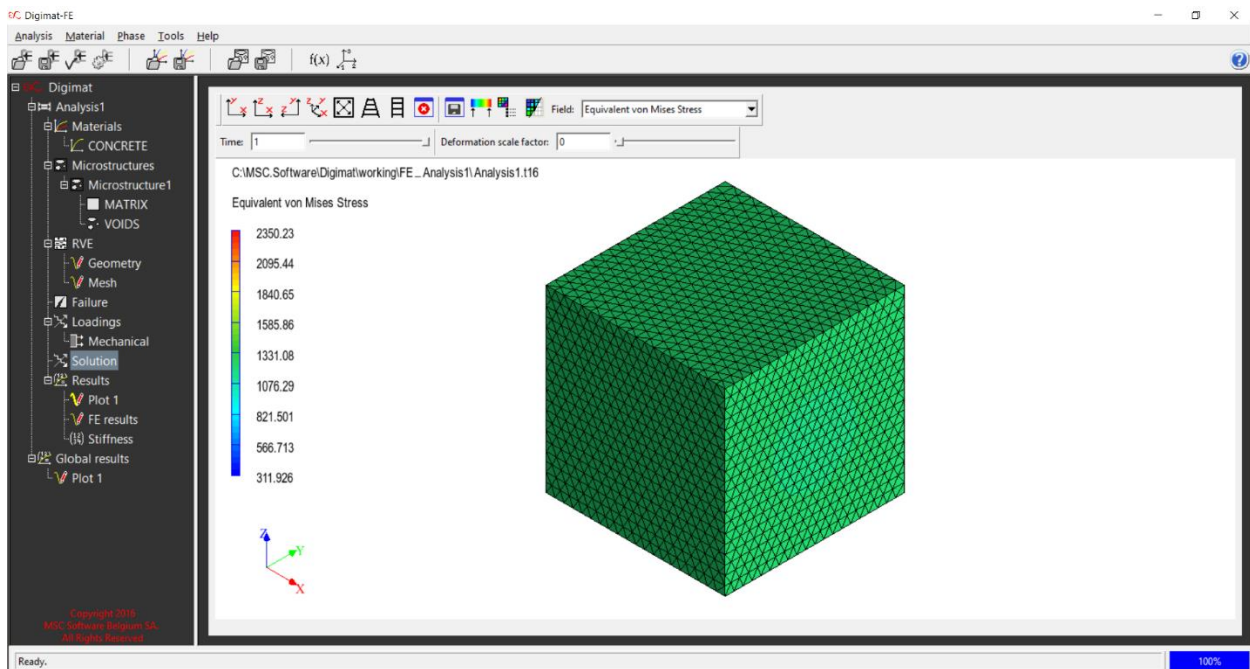 Digimat-FE
Analysis Material Phase Tools Help
f(x)
Digimat
Analysis1
Materials
CONCRETE
Microstructures
Microstructure1
MATRIX
VOIDS
RVE
Geometry
Mesh
Failure
Loadings
Mechanical
Solution
Results
Plot 1
FE results
Stiffness
Global results
Plot 1
Copyright 2016
MSC Software Belgium SA.
All Rights Reserved
Field: Equivalent von Mises Stress
Time: 1 Deformation scale factor: 0
C:\MSC.Software\Digimat\working\FE_Analysis1\Analysis1.t16
Equivalent von Mises Stress
2350.23
2095.44
1840.65
1585.86
1331.08
1076.29
821.501
566.713
311.926
Z
Y
X
Ready. 100%